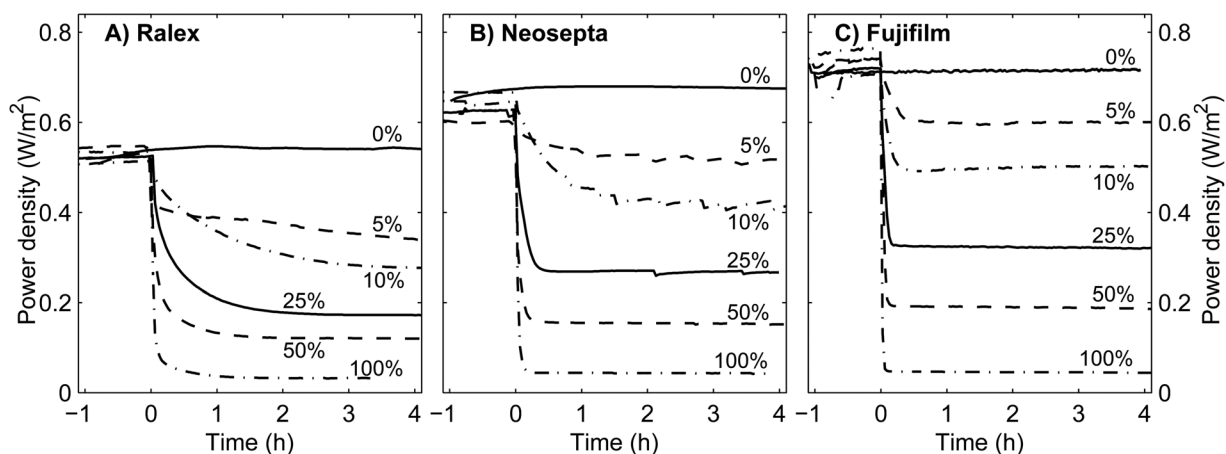 A) Ralex
B) Neosepta
C) Fujifilm
Power density (W/m²)
0.8
0.6
0.4
0.2
0
0%
5%
10%
25%
50%
100%
−1 0 1 2 3 4
Time (h)
0%
5%
10%
25%
50%
100%
−1 0 1 2 3 4
Time (h)
0%
5%
10%
25%
50%
100%
−1 0 1 2 3 4
Time (h)
0.8
0.6
0.4
0.2
0
Power density (W/m²)